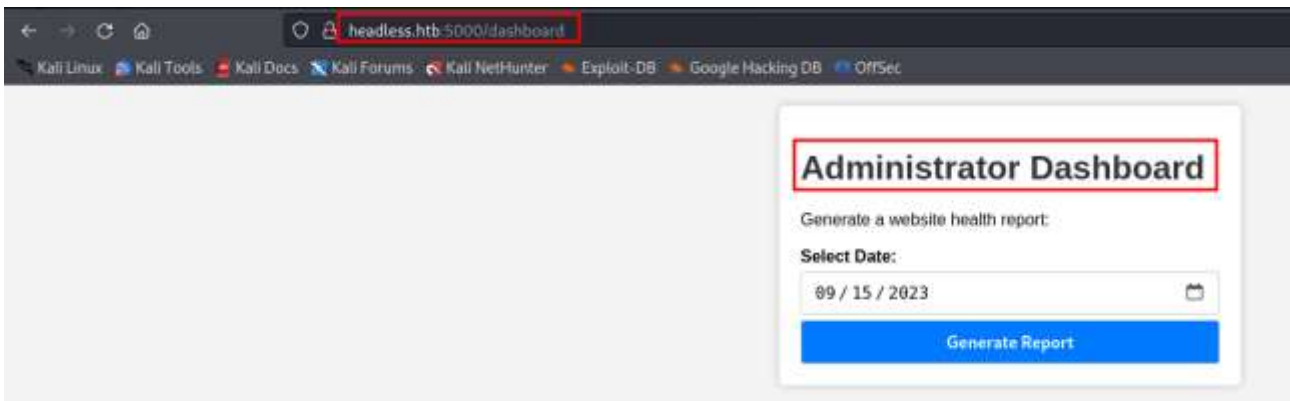 headless.htb:5000/dashboard
Kali Linux Kali Tools Kali Docs Kali Forums Kali NetHunter Exploit-DB Google Hacking DB OffSec
Administrator Dashboard
Generate a website health report:
Select Date:
09/15/2023
Generate Report